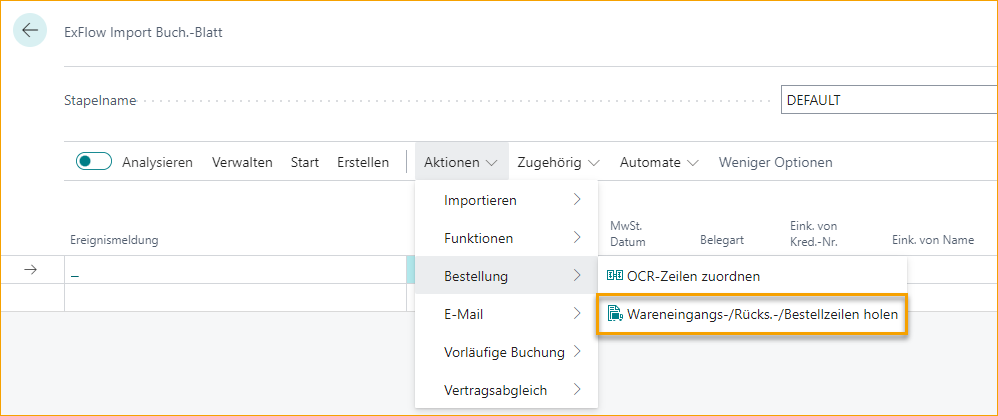 ExFlow Import Buch.-Blatt
Stapelname
DEFAULT
Analysieren Verwalten Start Erstellen Aktionen Zugehörig Automate Weniger Optionen
Importieren
Funktionen
Bestellung
E-Mail
Vorläufige Buchung
Vertragsabgleich
Ereignismeldung
MwSt.
Datum
Belegart
Eink. von
Kred.-Nr.
Eink. von Name
_
OCR-Zeilen zuordnen
Wareneingangs-/Rücks.-/Bestellzeilen holen